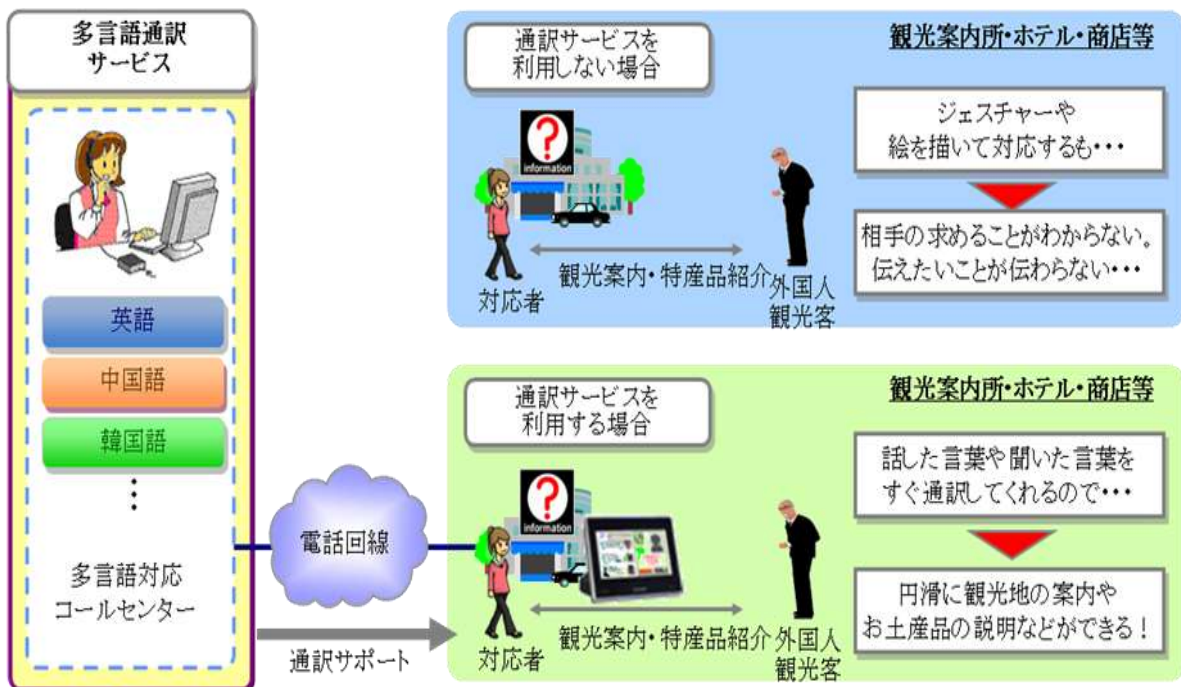 多言語通訳
サービス
英語
中国語
韓国語
多言語対応
コールセンター
電話回線
通訳サポート
通訳サービスを
利用しない場合
観光案内所・ホテル・商店等
information
対応者
観光案内・特産品紹介
外国人
観光客
ジェスチャーや
絵を描いて対応するも・・・
相手の求めることがわからない。
伝えたいことが伝わらない・・・
通訳サービスを
利用する場合
観光案内所・ホテル・商店等
information
対応者
観光案内・特産品紹介
外国人
観光客
話した言葉や聞いた言葉を
すぐ通訳してくれるので・・・
円滑に観光地の案内や
お土産品の説明などができる!